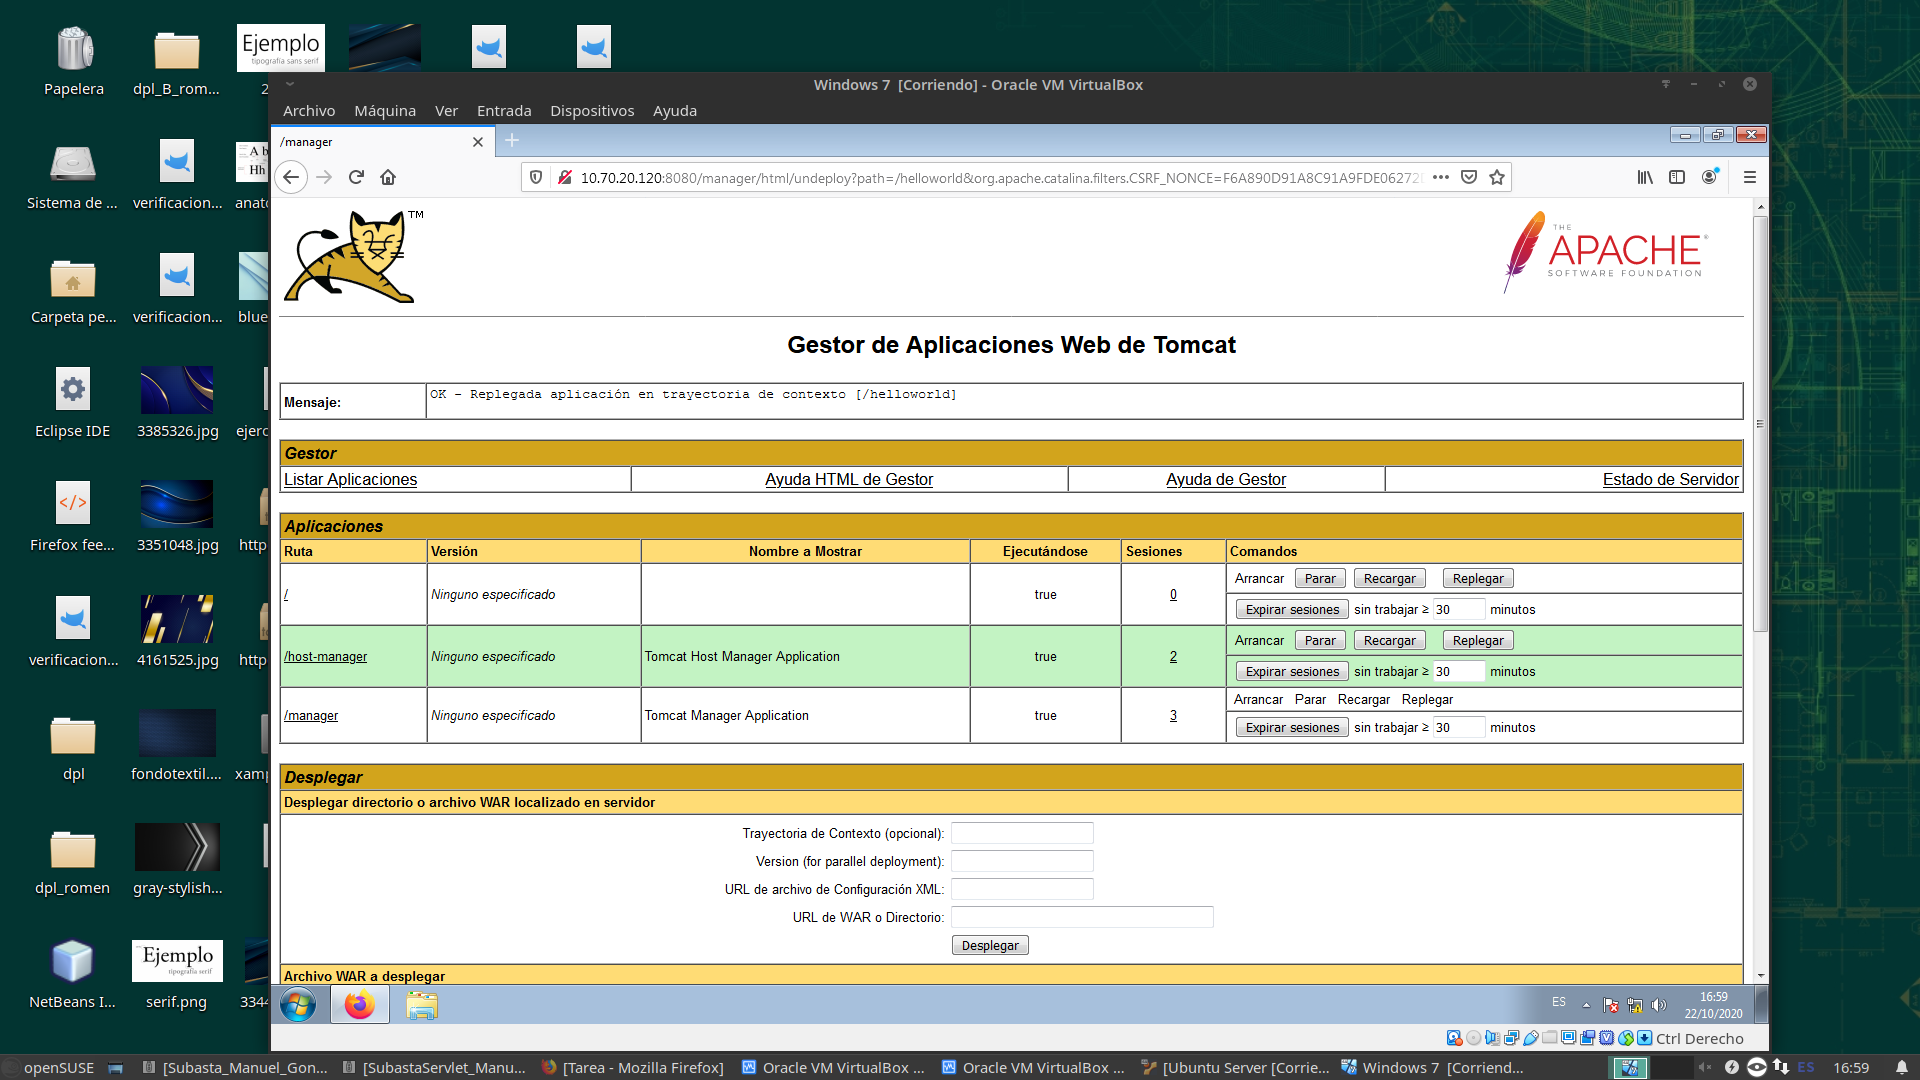 Ejemplo
tipografía sans serif
Papelera
dpl_B_rom...
2
Windows 7 [Corriendo] - Oracle VM VirtualBox
Archivo Máquina Ver Entrada Dispositivos Ayuda
/manager
10.70.20.120:8080/manager/html/undeploy?path=/helloworld&org.apache.catalina.filters.CSRF_NONCE=F6A890D91A8C91A9FDE06272
A b
Hh
Sistema de ...
verificacion...
anato
TM
THE
APACHE
SOFTWARE FOUNDATION
Carpeta pe...
verificacion...
blue
Gestor de Aplicaciones Web de Tomcat
Mensaje:
OK - Replegada aplicación en trayectoria de contexto [/helloworld]
Eclipse IDE
3385326.jpg
ejerc
Gestor
Listar Aplicaciones Ayuda HTML de Gestor Ayuda de Gestor Estado de Servidor
Aplicaciones
Ruta Versión Nombre a Mostrar Ejecutándose Sesiones Comandos
Firefox fee...
3351048.jpg
http
/ Ninguno especificado true 0
Arrancar Parar Recargar Replegar
Expirar sesiones sin trabajar ≥ 30 minutos
/host-manager Ninguno especificado Tomcat Host Manager Application true 2
Arrancar Parar Recargar Replegar
Expirar sesiones sin trabajar ≥ 30 minutos
verificacion...
4161525.jpg
http
/manager Ninguno especificado Tomcat Manager Application true 3
Arrancar Parar Recargar Replegar
Expirar sesiones sin trabajar ≥ 30 minutos
dpl
fondotextil....
xamp
Desplegar
Desplegar directorio o archivo WAR localizado en servidor
Trayectoria de Contexto (opcional):
Version (for parallel deployment):
URL de archivo de Configuración XML:
URL de WAR o Directorio:
Desplegar
dpl_romen
gray-stylish...
Archivo WAR a desplegar
Ejemplo
tipografía serif
NetBeans I...
serif.png
3344
ES
16:59
22/10/2020
Ctrl Derecho
openSUSE
[Subasta_Manuel_Gon...
[SubastaServlet_Manu...
[Tarea - Mozilla Firefox]
Oracle VM VirtualBox ...
Oracle VM VirtualBox ...
[Ubuntu Server [Corrie...
Windows 7 [Corriend...
ES
16:59